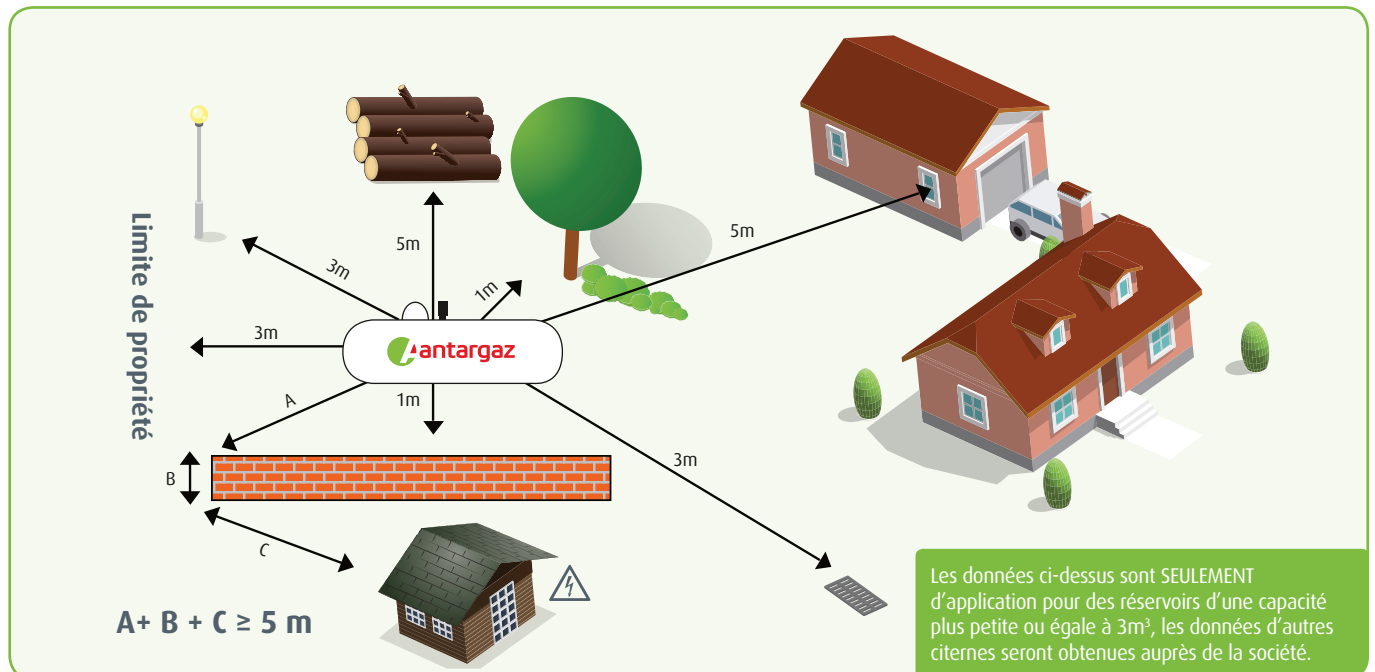 5m
5m
1m
3m
3m
Limite de propriété
antargaz
A
1m
3m
B
C
A+ B + C ≥ 5 m
Les données ci-dessus sont SEULEMENT
d'application pour des réservoirs d'une capacité
plus petite ou égale à 3m³, les données d'autres
citernes seront obtenues auprès de la société.